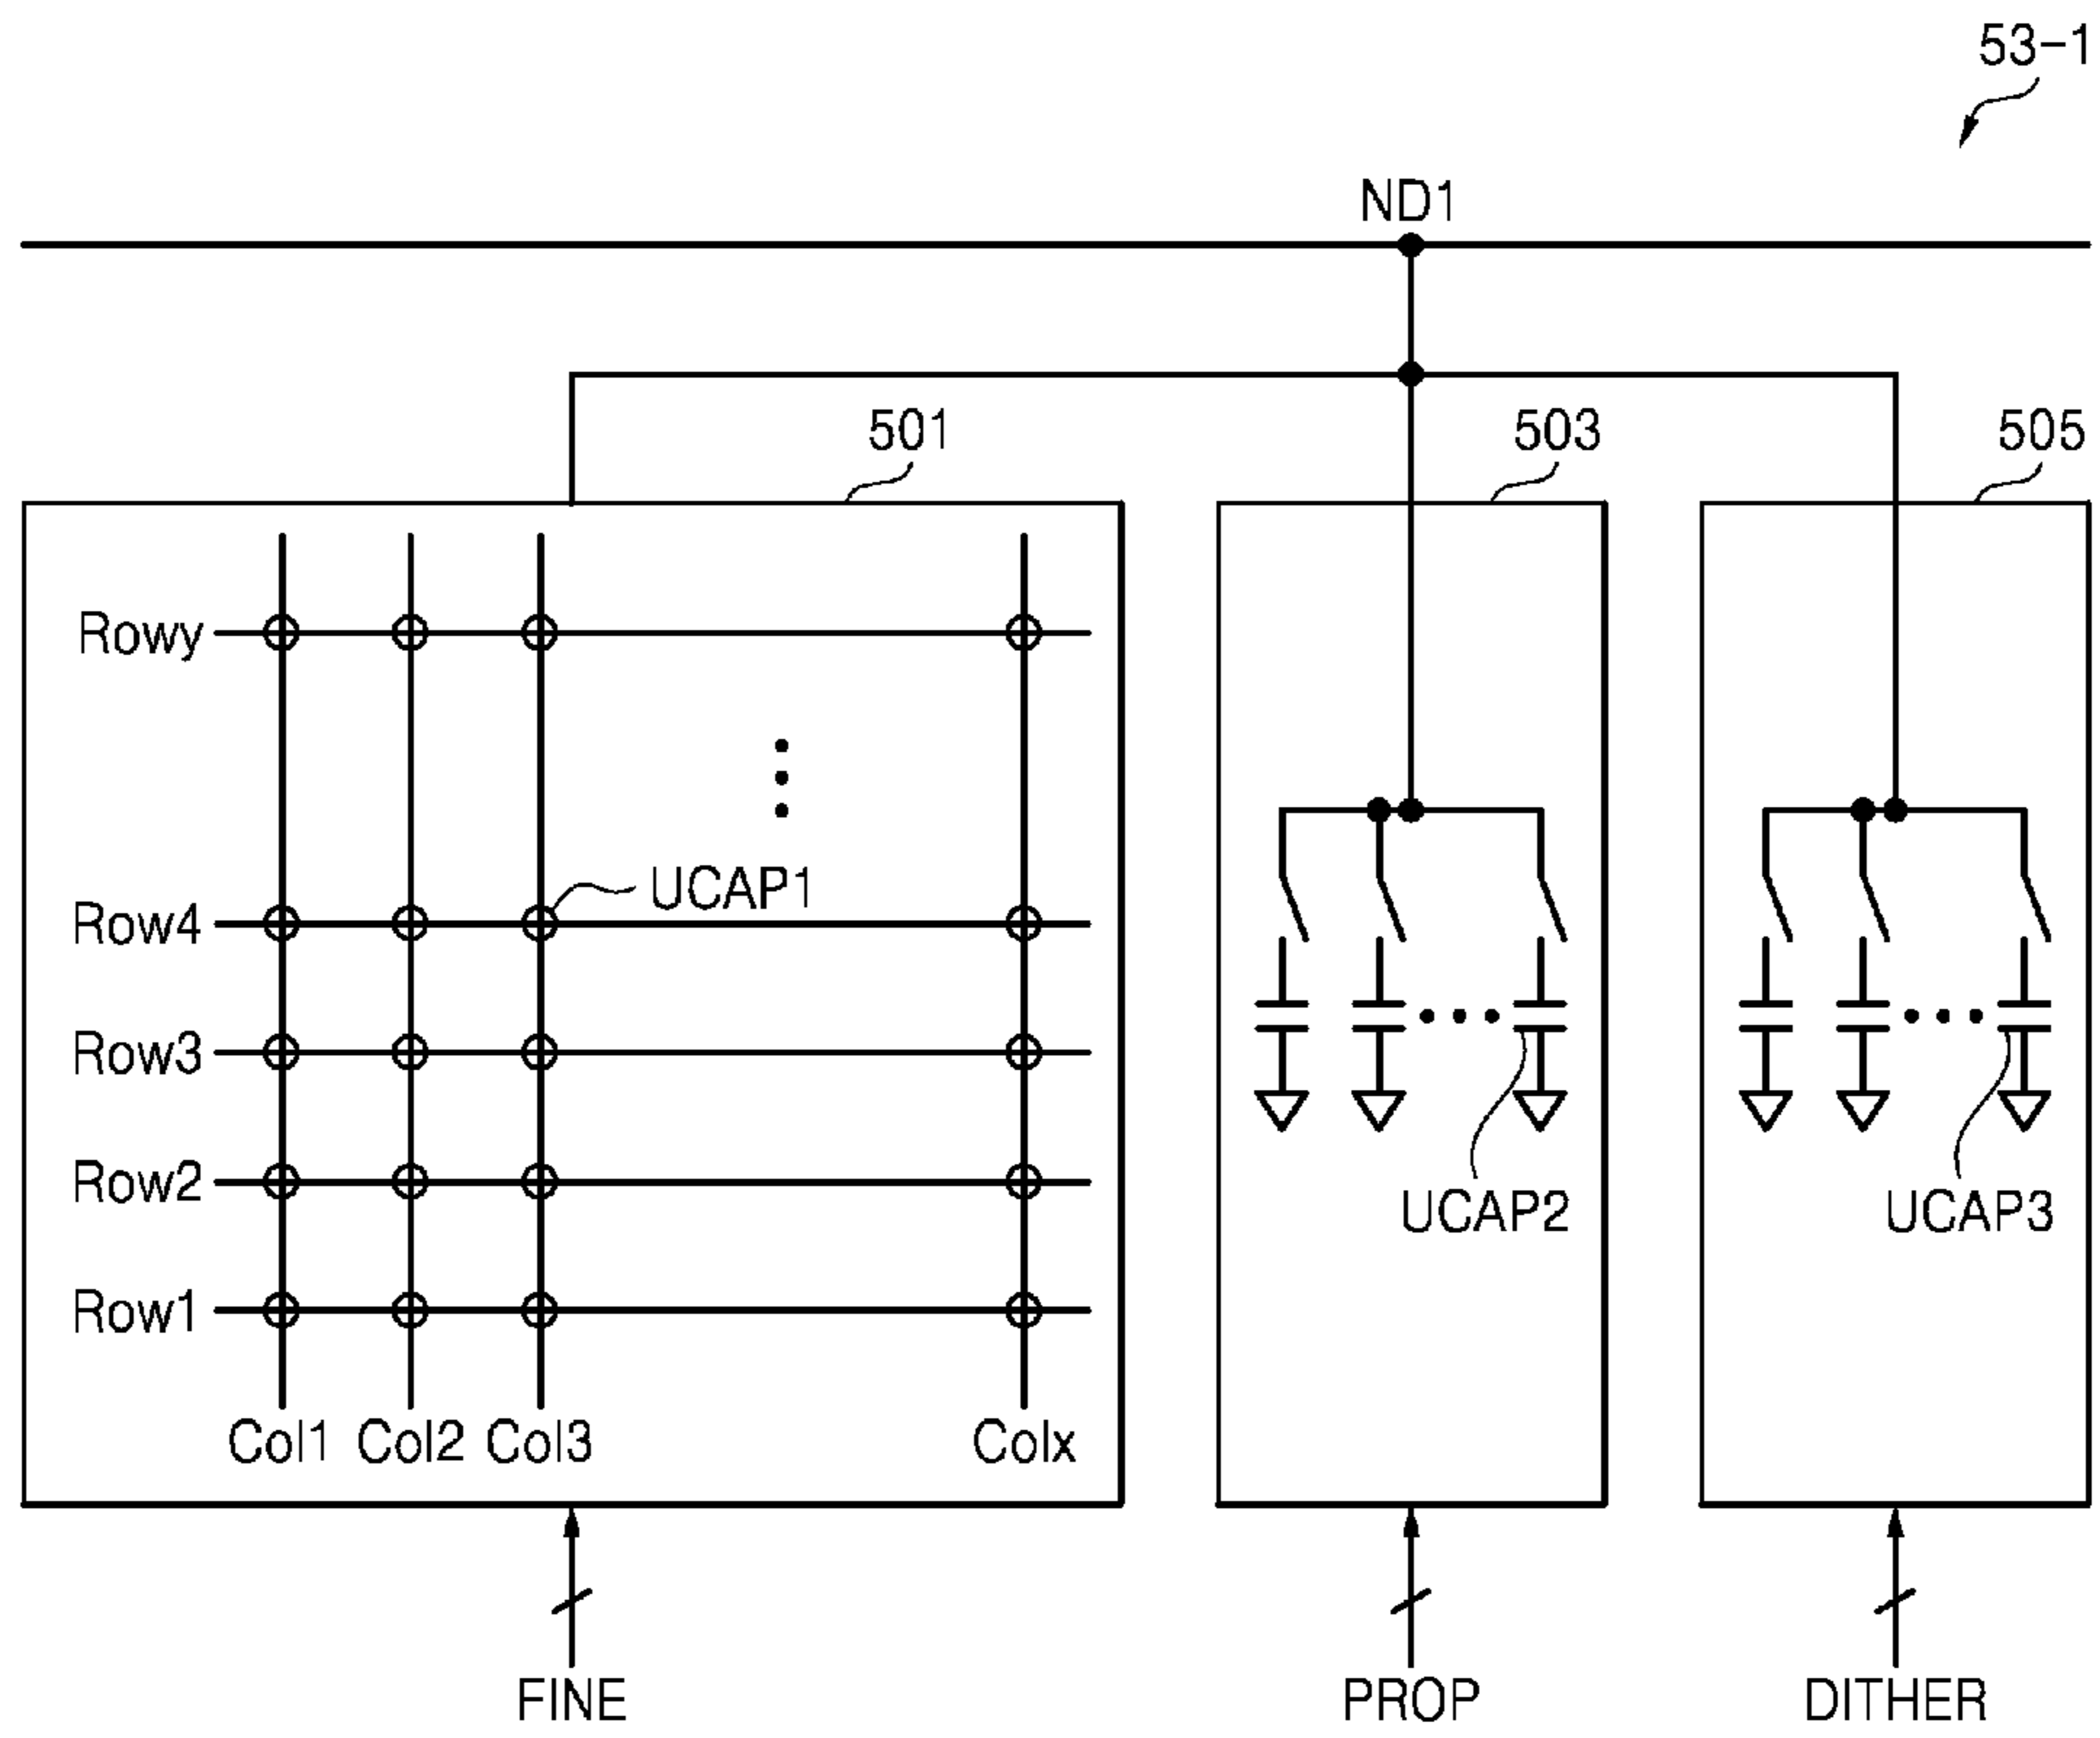 53-1
ND1
501
503
505
Rowy
UCAP1
Row4
Row3
Row2
UCAP2
UCAP3
Row1
Col1 Col2 Col3 Colx
FINE
PROP
DITHER